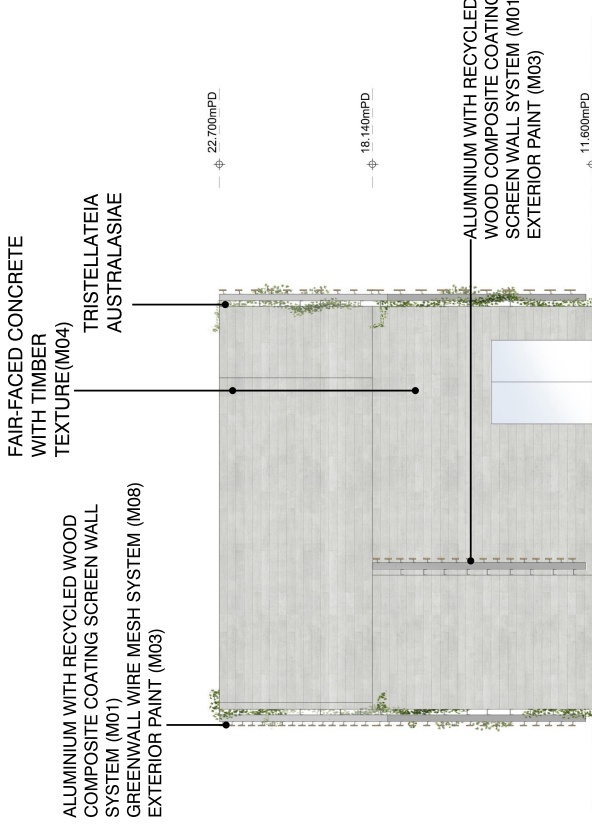 FAIR-FACED CONCRETE
WITH TIMBER
TEXTURE(M04)
TRISTELLATEIA
AUSTRALASIAE
ALUMINIUM WITH RECYCLED WOOD
COMPOSITE COATING SCREEN WALL
SYSTEM (M01)
GREENWALL WIRE MESH SYSTEM (M08)
EXTERIOR PAINT (M03)
22.700mPD
18.140mPD
11.600mPD
ALUMINIUM WITH RECYCLED
WOOD COMPOSITE COATING
SCREEN WALL SYSTEM (M01
EXTERIOR PAINT (M03)